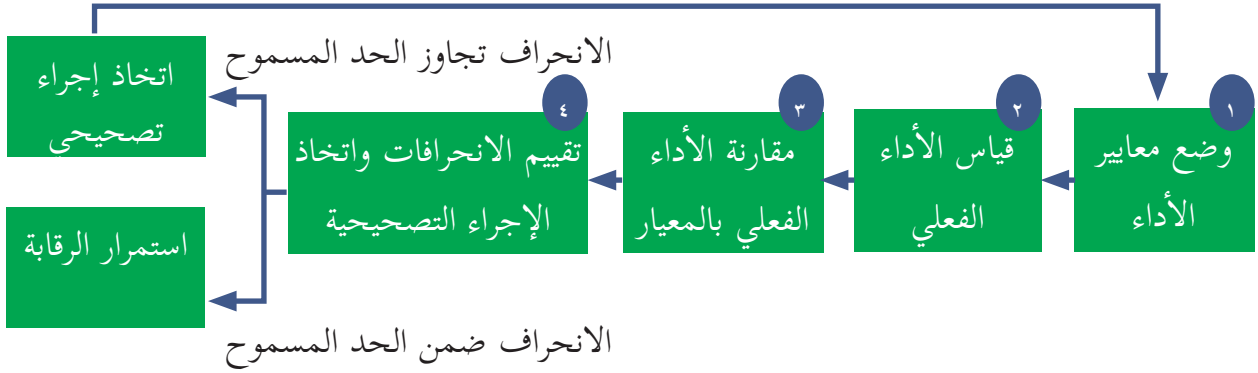 ١
وضع معايير
الأداء
٢
قياس الأداء
الفعلي
٣
مقارنة الأداء
الفعلي بالمعيار
٤
تقييم الانحرافات واتخاذ
الإجراء التصحيحية
الانحراف تجاوز الحد المسموح
اتخاذ إجراء
تصحيحي
الانحراف ضمن الحد المسموح
استمرار الرقابة